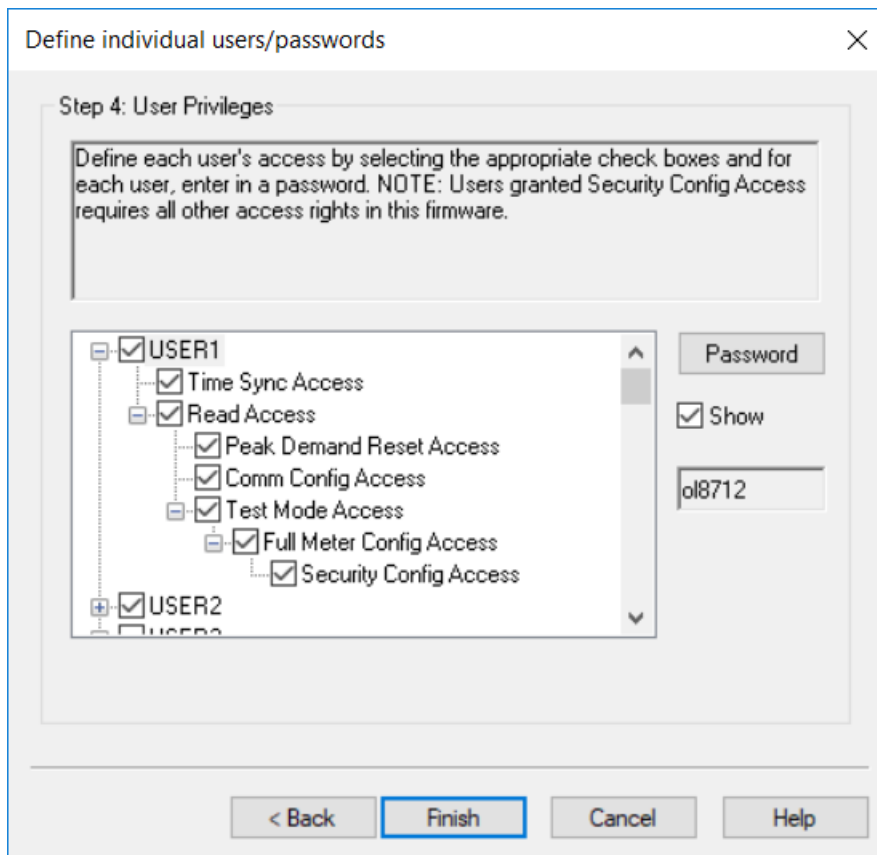 Define individual users/passwords
Step 4: User Privileges
Define each user's access by selecting the appropriate check boxes and for
each user, enter in a password. NOTE: Users granted Security Config Access
requires all other access rights in this firmware.
USER1
Time Sync Access
Read Access
Peak Demand Reset Access
Comm Config Access
Test Mode Access
Full Meter Config Access
Security Config Access
USER2
Password
Show
ol8712
< Back
Finish
Cancel
Help